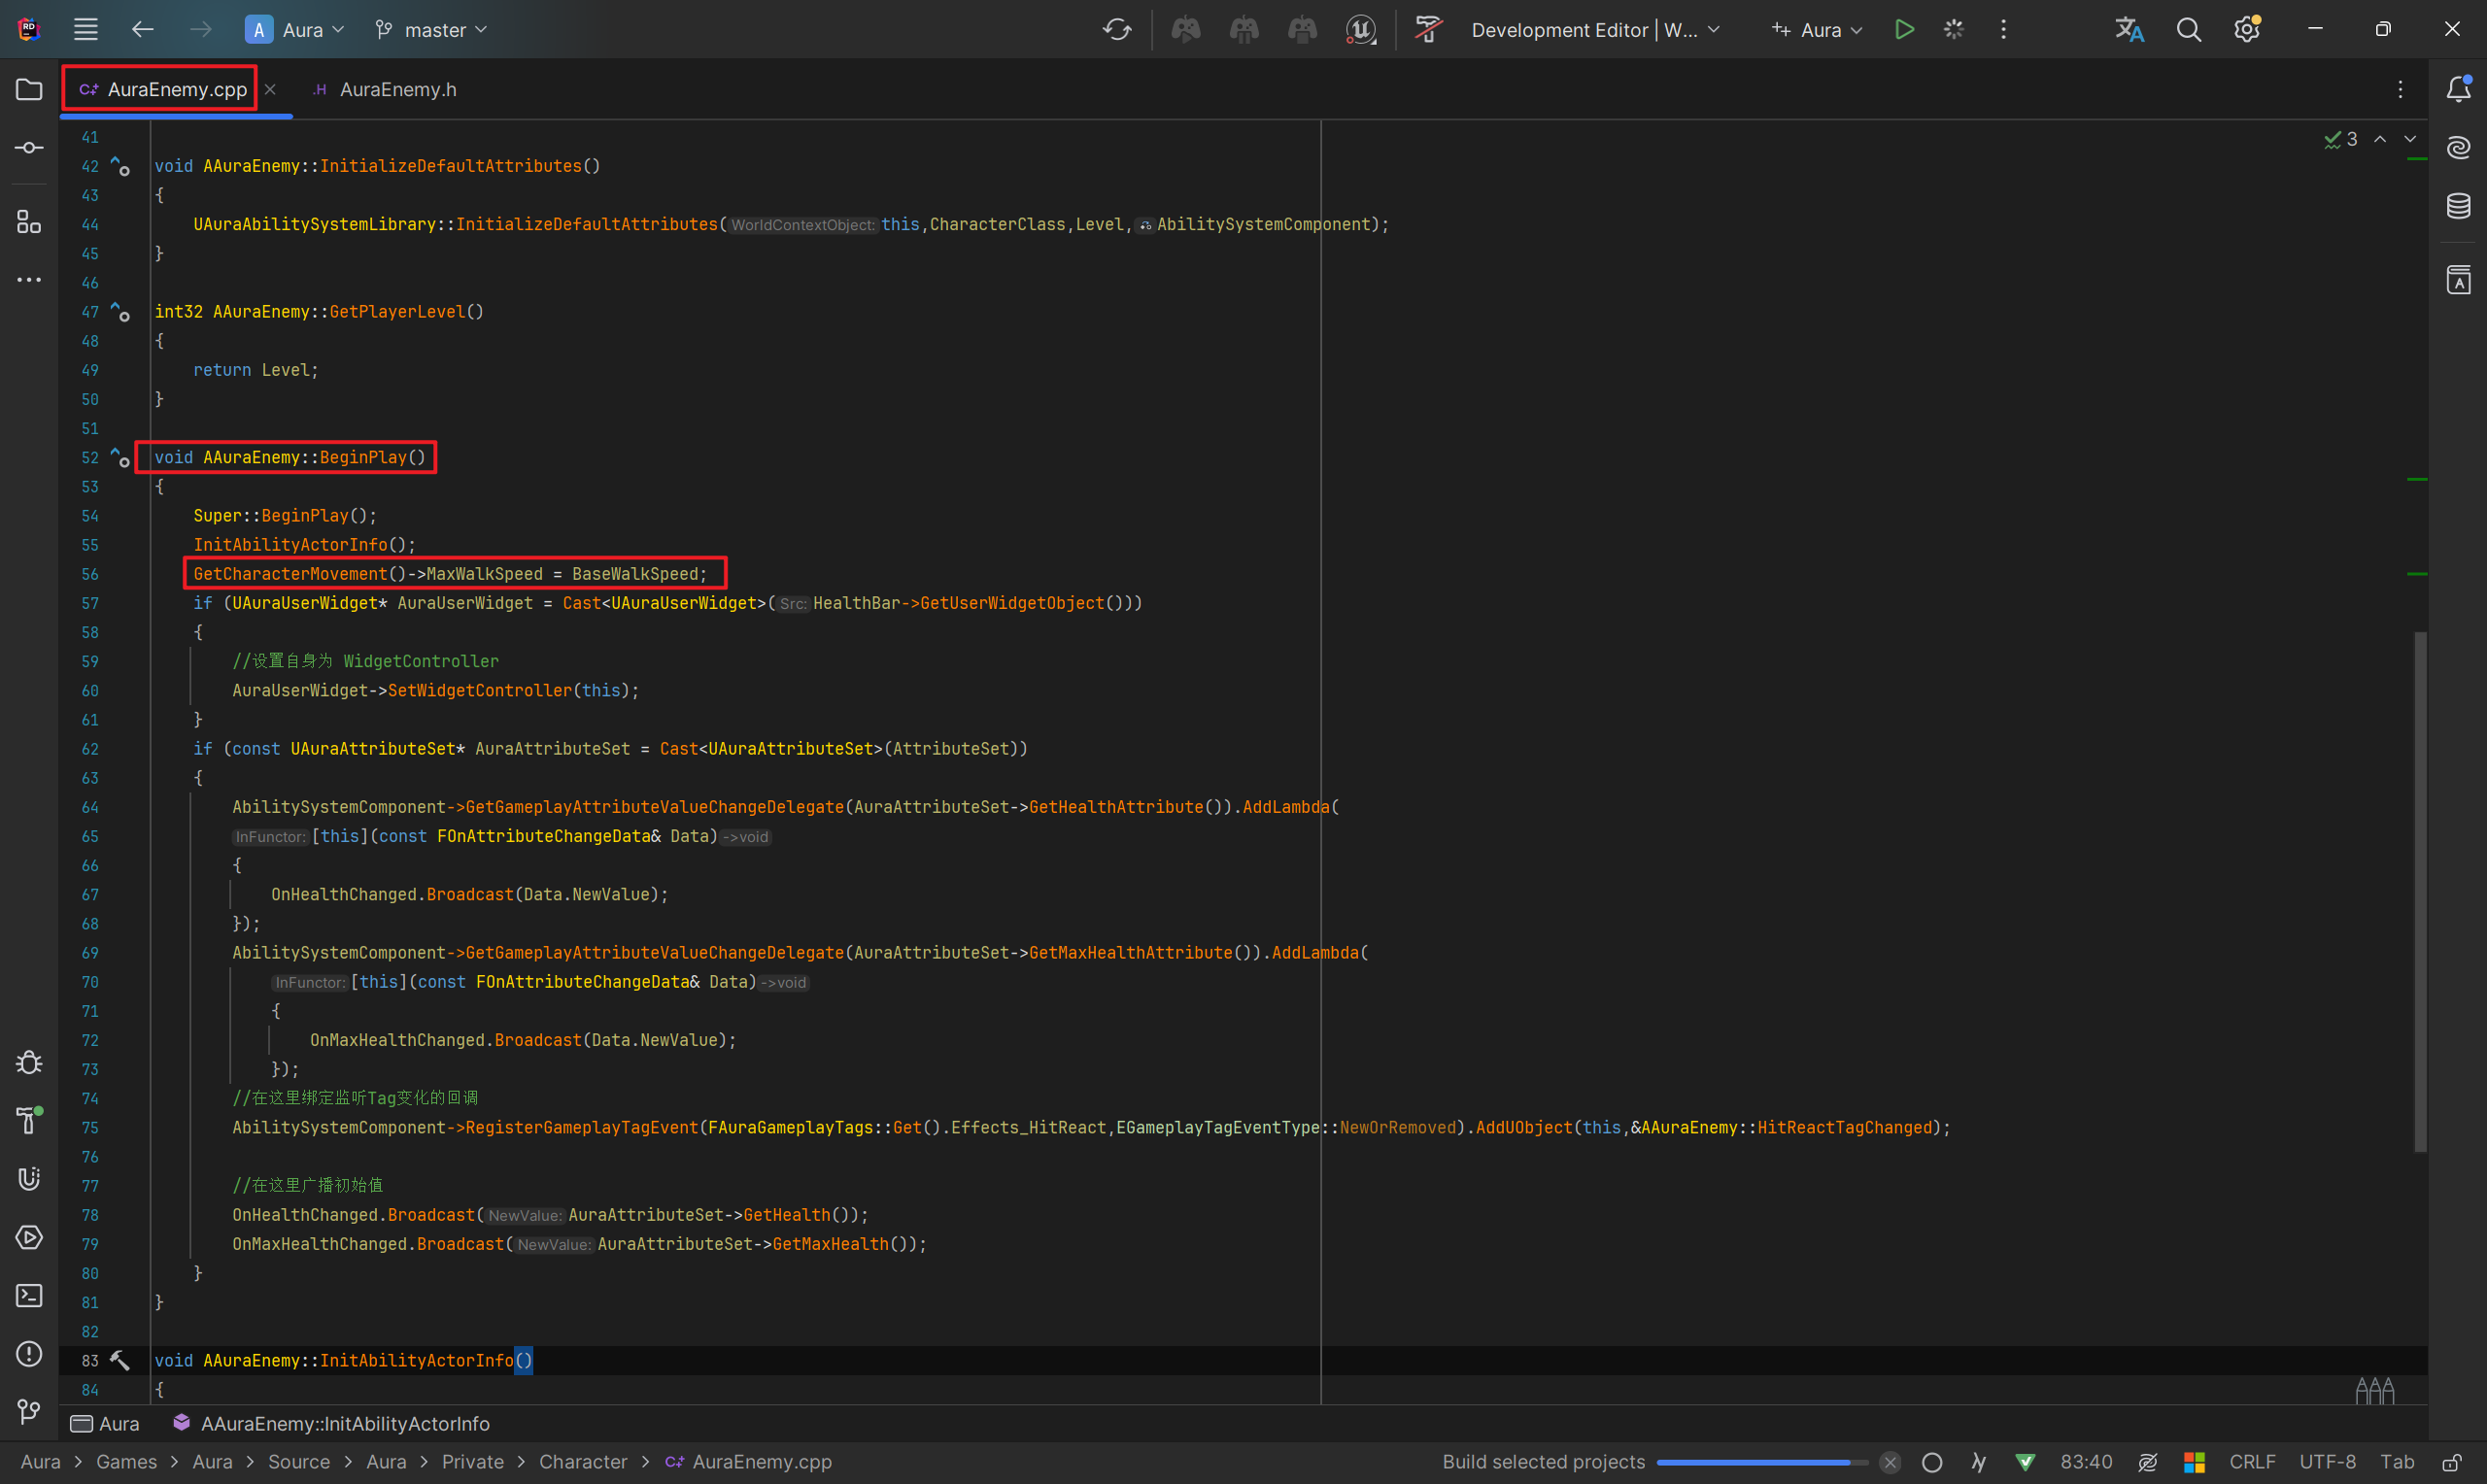 A Aura master Development Editor | W... Aura
AuraEnemy.cpp AuraEnemy.h
3
41
42 void AAuraEnemy::InitializeDefaultAttributes()
43 {
44 UAuraAbilitySystemLibrary::InitializeDefaultAttributes( WorldContextObject: this,CharacterClass,Level, AbilitySystemComponent);
45 }
46
47 int32 AAuraEnemy::GetPlayerLevel()
48 {
49 return Level;
50 }
51
52 void AAuraEnemy::BeginPlay()
53 {
54 Super::BeginPlay();
55 InitAbilityActorInfo();
56 GetCharacterMovement()->MaxWalkSpeed = BaseWalkSpeed;
57 if (UAuraUserWidget* AuraUserWidget = Cast<UAuraUserWidget>( Src: HealthBar->GetUserWidgetObject()))
58 {
59 //设置自身为 WidgetController
60 AuraUserWidget->SetWidgetController(this);
61 }
62 if (const UAuraAttributeSet* AuraAttributeSet = Cast<UAuraAttributeSet>(AttributeSet))
63 {
64 AbilitySystemComponent->GetGameplayAttributeValueChangeDelegate(AuraAttributeSet->GetHealthAttribute()).AddLambda(
65 InFunctor: [this](const FOnAttributeChangeData& Data) ->void
66 {
67 OnHealthChanged.Broadcast(Data.NewValue);
68 });
69 AbilitySystemComponent->GetGameplayAttributeValueChangeDelegate(AuraAttributeSet->GetMaxHealthAttribute()).AddLambda(
70 InFunctor: [this](const FOnAttributeChangeData& Data) ->void
71 {
72 OnMaxHealthChanged.Broadcast(Data.NewValue);
73 });
74 //在这里绑定监听Tag变化的回调
75 AbilitySystemComponent->RegisterGameplayTagEvent(FAuraGameplayTags::Get().Effects_HitReact,EGameplayTagEventType::NewOrRemoved).AddUObject(this,&AAuraEnemy::HitReactTagChanged);
76
77 //在这里广播初始值
78 OnHealthChanged.Broadcast( NewValue: AuraAttributeSet->GetHealth());
79 OnMaxHealthChanged.Broadcast( NewValue: AuraAttributeSet->GetMaxHealth());
80 }
81 }
82
83 void AAuraEnemy::InitAbilityActorInfo()
84 {
Aura AAuraEnemy::InitAbilityActorInfo
Aura > Games > Aura > Source > Aura > Private > Character > AuraEnemy.cpp Build selected projects 83:40 CRLF UTF-8 Tab